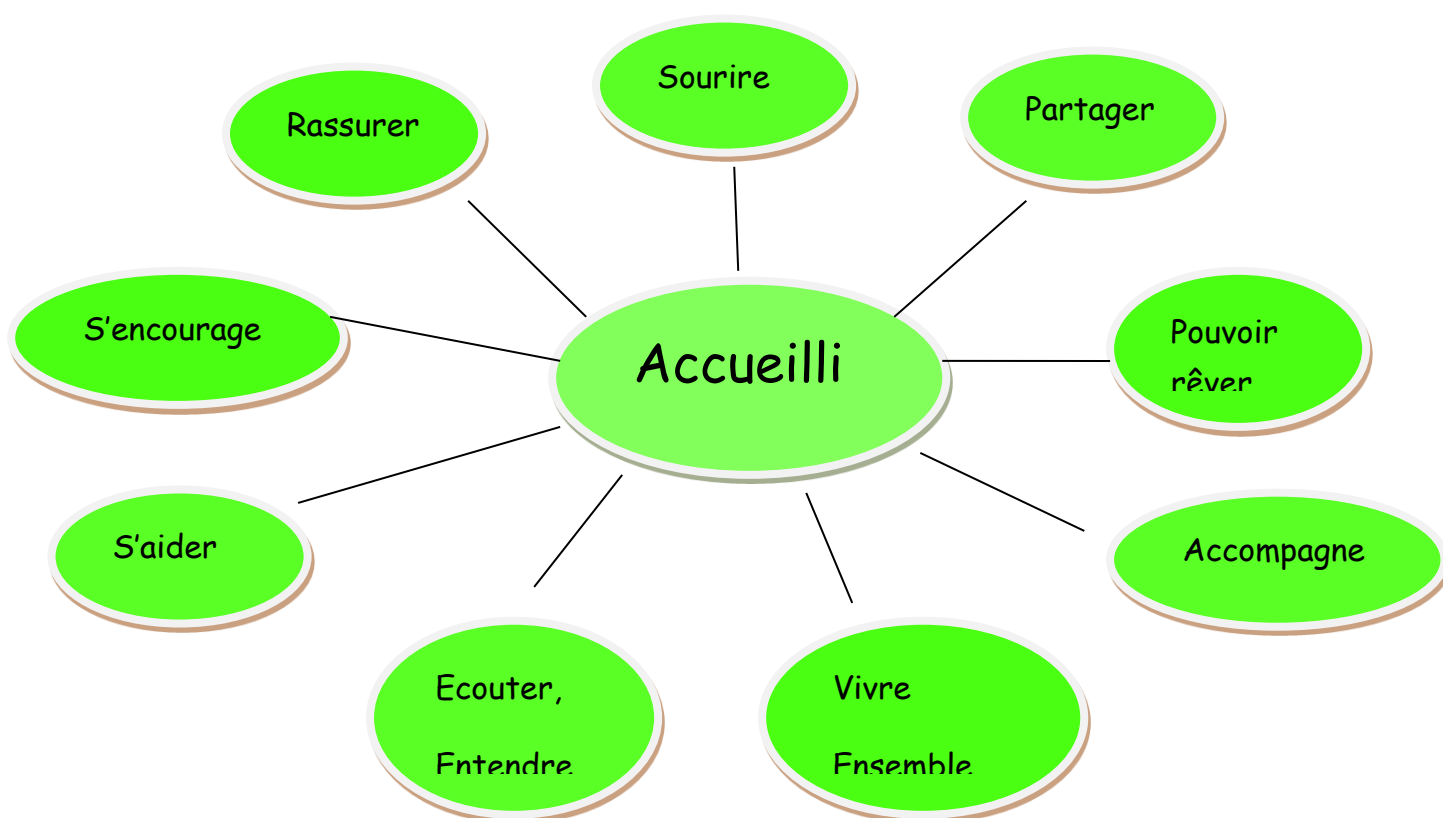 Sourire
Partager
Rassurer
S'encourage
Accueilli
Pouvoir
rêver
S'aider
Accompagne
Ecouter,
Entendre
Vivre
Ensemble